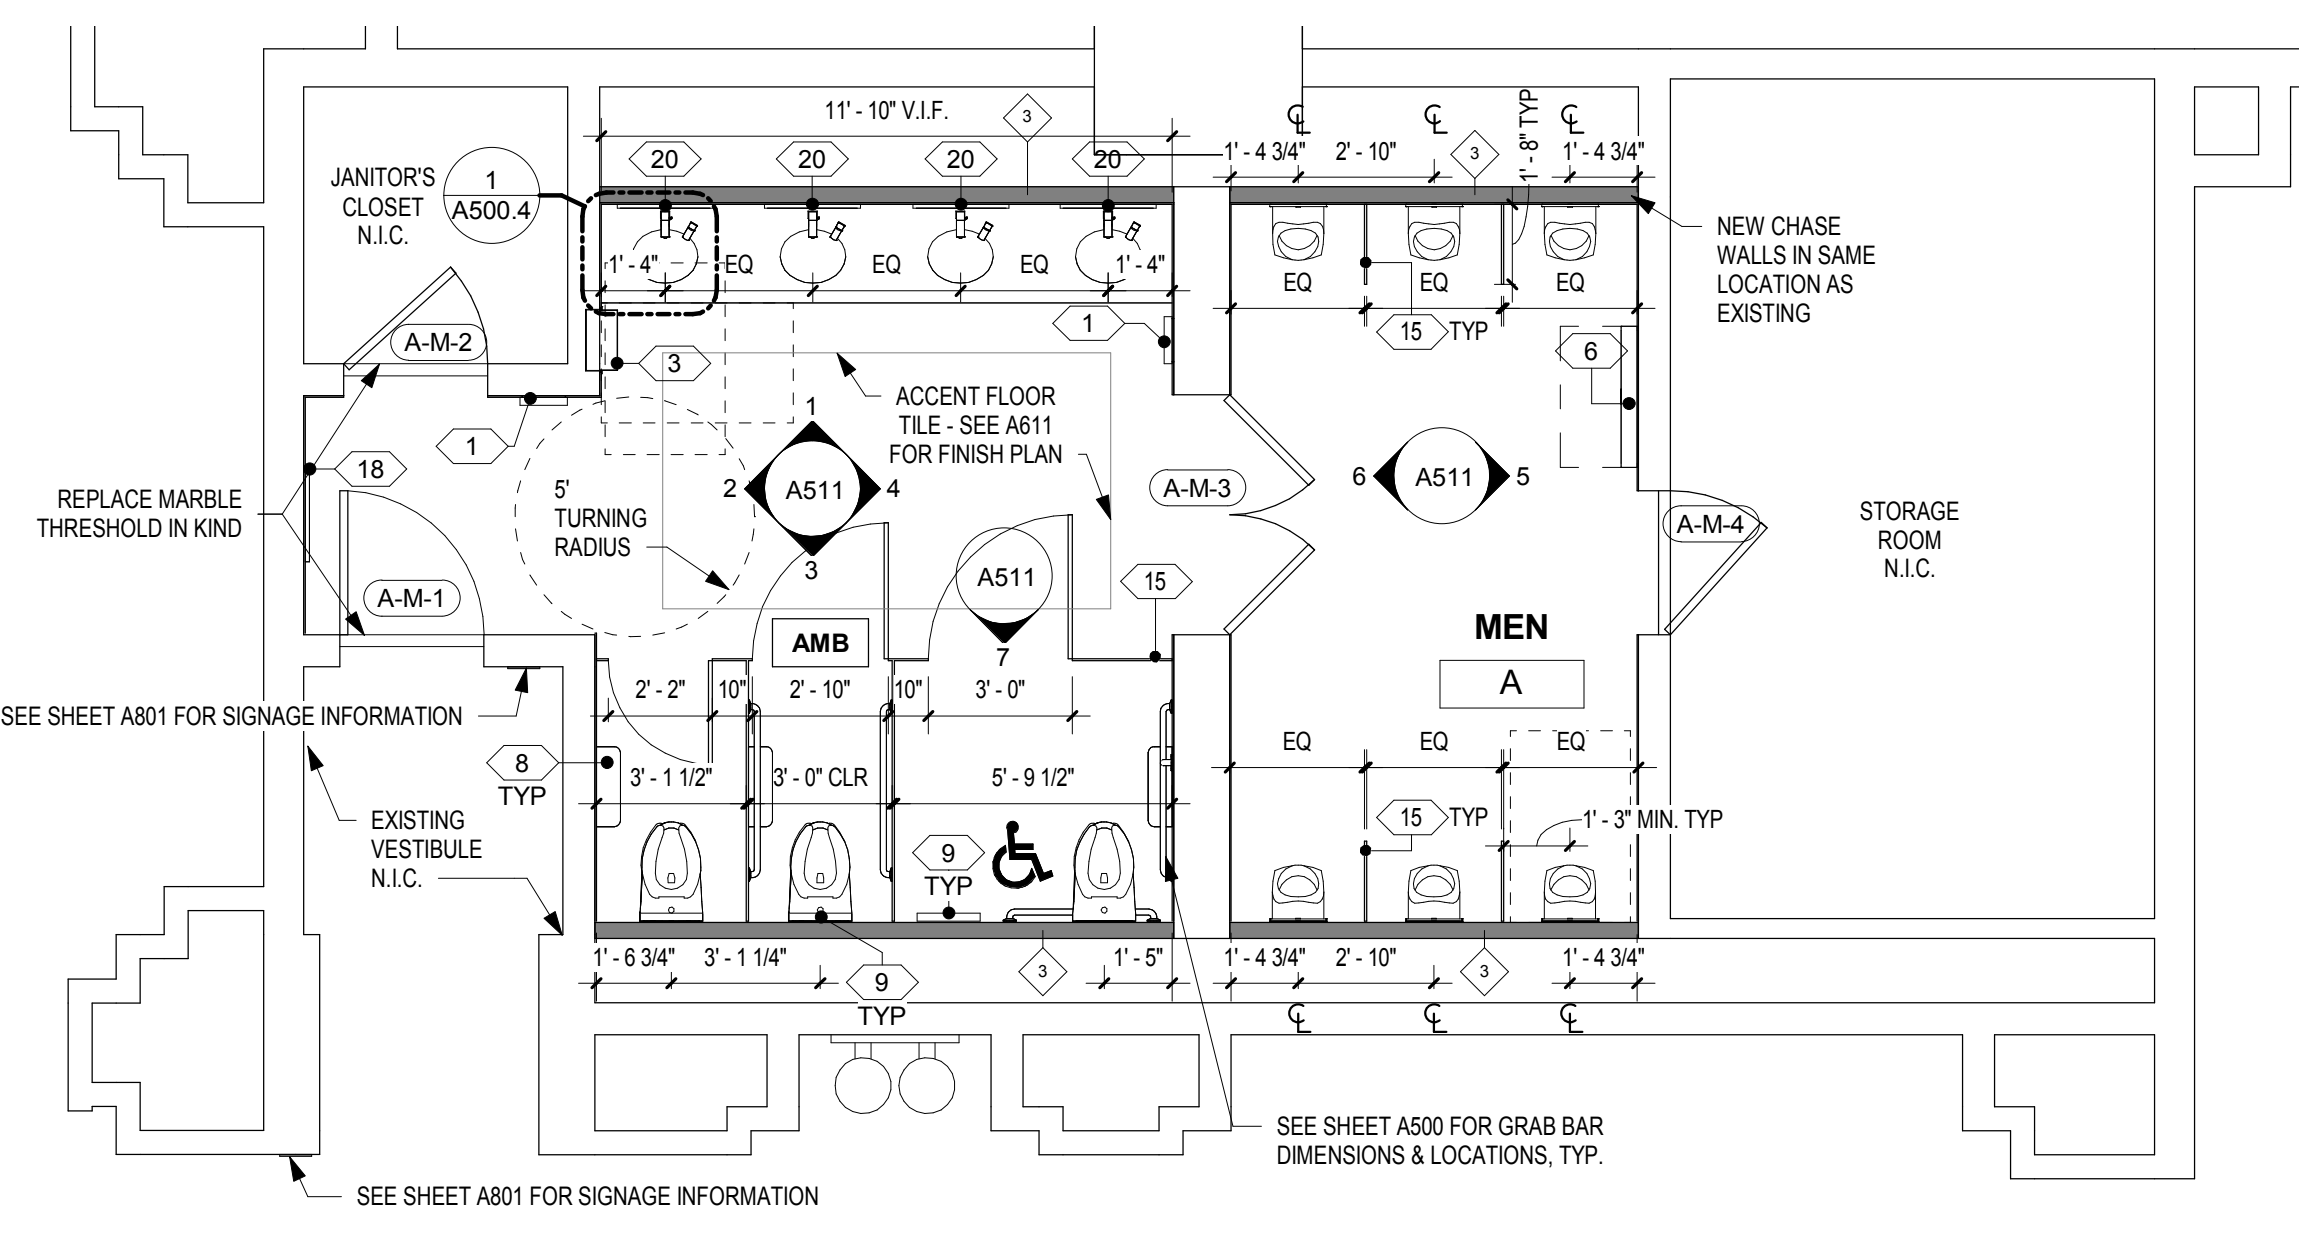 11' - 10" V.I.F.
3
1' - 8" TYP
℄
℄
℄
20
20
20
20
1' - 4 3/4"
2' - 10"
3
1' - 4 3/4"
JANITOR'S
CLOSET
N.I.C.
1
A500.4
NEW CHASE
WALLS IN SAME
LOCATION AS
EXISTING
1' - 4"
EQ
EQ
EQ
1' - 4"
EQ
EQ
EQ
A-M-2
3
1
15
TYP
6
ACCENT FLOOR
TILE - SEE A611
FOR FINISH PLAN
1
18
REPLACE MARBLE
THRESHOLD IN KIND
5'
TURNING
RADIUS
1
2
A511
4
3
A-M-3
6
A511
5
A-M-4
STORAGE
ROOM
N.I.C.
A-M-1
A511
7
15
AMB
MEN
A
SEE SHEET A801 FOR SIGNAGE INFORMATION
2' - 2"
10"
2' - 10"
10"
3' - 0"
8
TYP
3' - 1 1/2"
3' - 0" CLR
5' - 9 1/2"
EQ
EQ
EQ
EXISTING
VESTIBULE
N.I.C.
9
TYP
15
TYP
1' - 3" MIN. TYP
1' - 6 3/4"
3' - 1 1/4"
9
TYP
3
1' - 5"
1' - 4 3/4"
2' - 10"
3
1' - 4 3/4"
℄
℄
℄
SEE SHEET A500 FOR GRAB BAR
DIMENSIONS & LOCATIONS, TYP.
SEE SHEET A801 FOR SIGNAGE INFORMATION